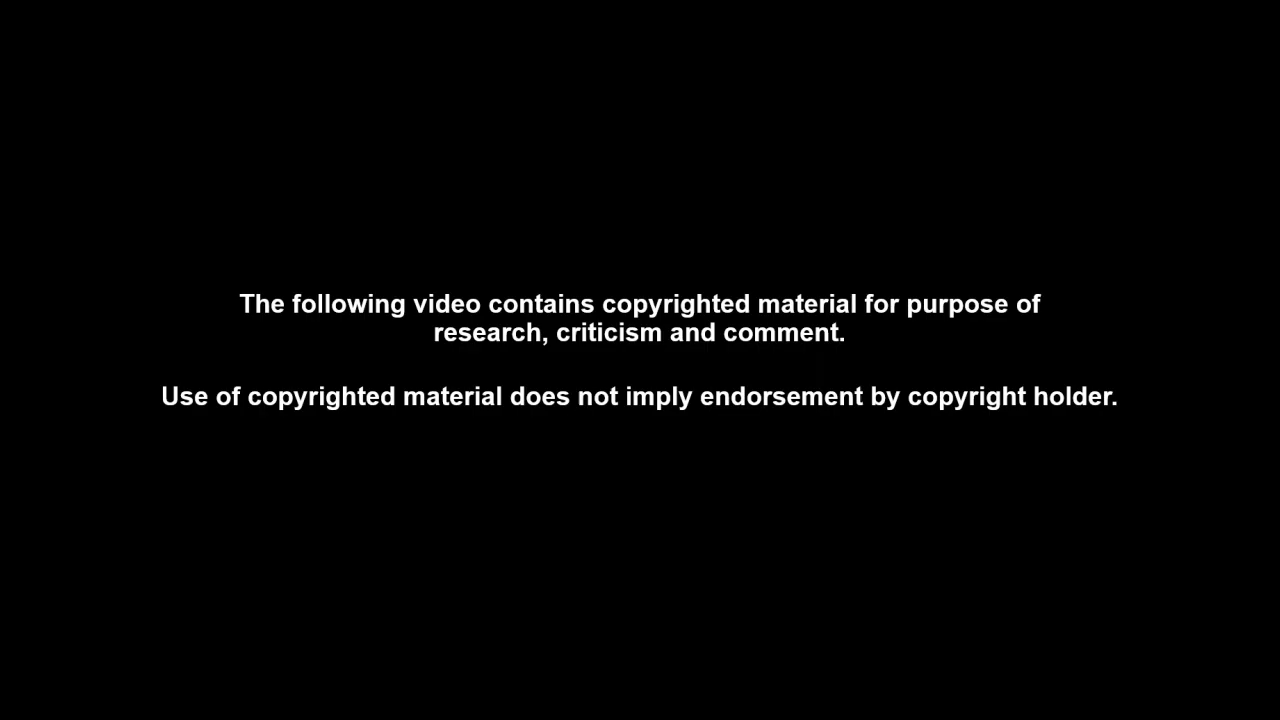 The following video contains copyrighted material for purpose of
research, criticism and comment.
Use of copyrighted material does not imply endorsement by copyright holder.